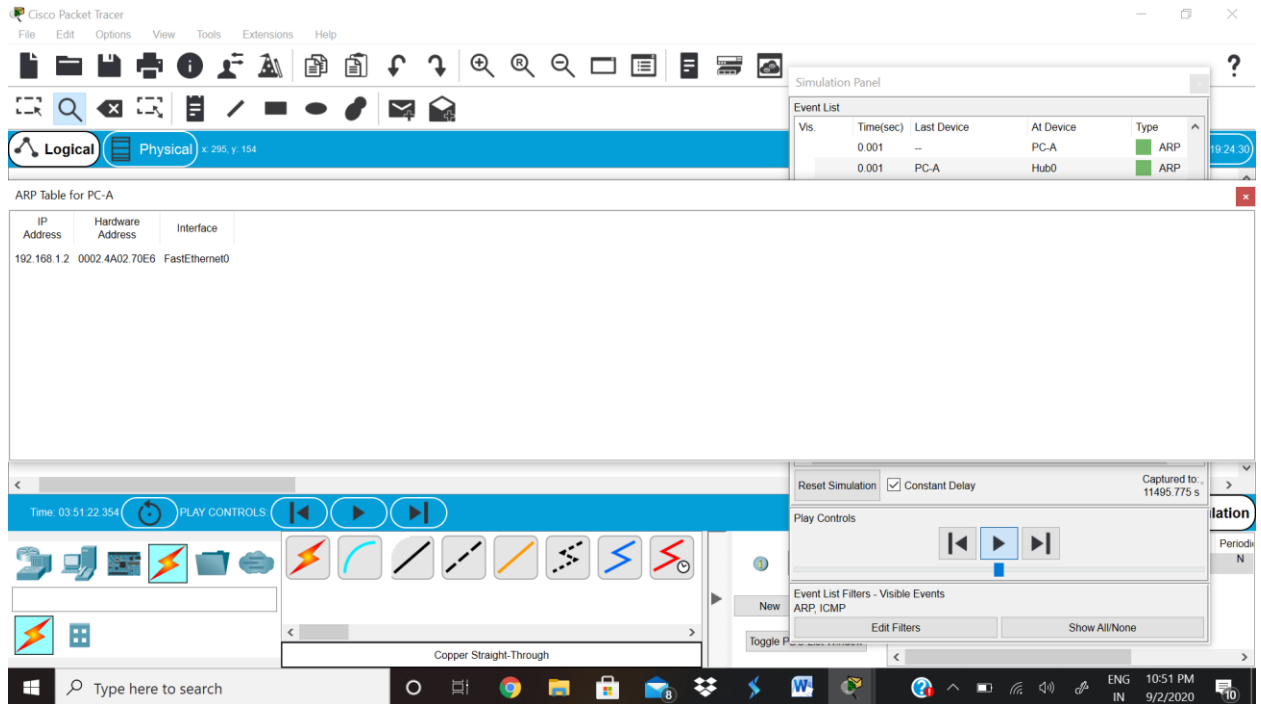 Cisco Packet Tracer
File Edit Options View Tools Extensions Help
?
Simulation Panel
Event List
Vis. Time(sec) Last Device At Device Type
0.001 -- PC-A ARP
0.001 PC-A Hub0 ARP
Logical Physical x: 295, y: 154
19:24:30
ARP Table for PC-A
IP Address Hardware Address Interface
192.168.1.2 0002.4A02.70E6 FastEthernet0
Reset Simulation Constant Delay
Captured to:
11495.775 s
Time: 03:51:22.354 PLAY CONTROLS:
Play Controls
New
Event List Filters - Visible Events
ARP, ICMP
Edit Filters Show All/None
N
Copper Straight-Through
Type here to search
8
ENG
IN
10:51 PM
9/2/2020
10